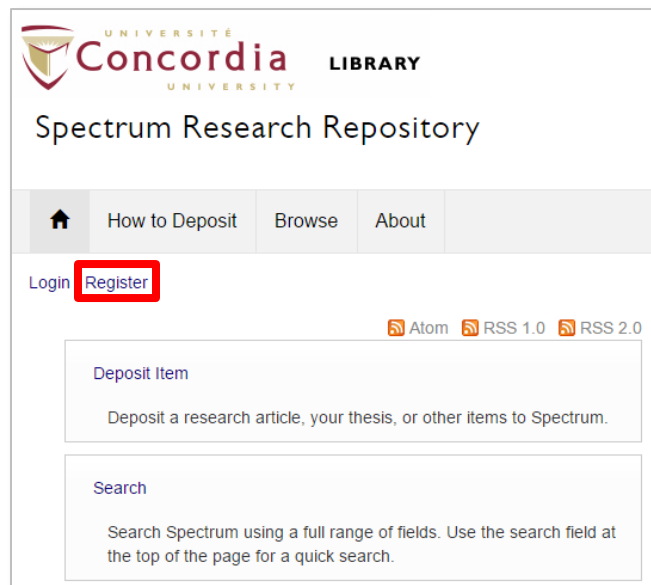 UNIVERSITÉ
Concordia LIBRARY
UNIVERSITY
Spectrum Research Repository
How to Deposit Browse About
Login Register
Atom RSS 1.0 RSS 2.0
Deposit Item
Deposit a research article, your thesis, or other items to Spectrum.
Search
Search Spectrum using a full range of fields. Use the search field at
the top of the page for a quick search.